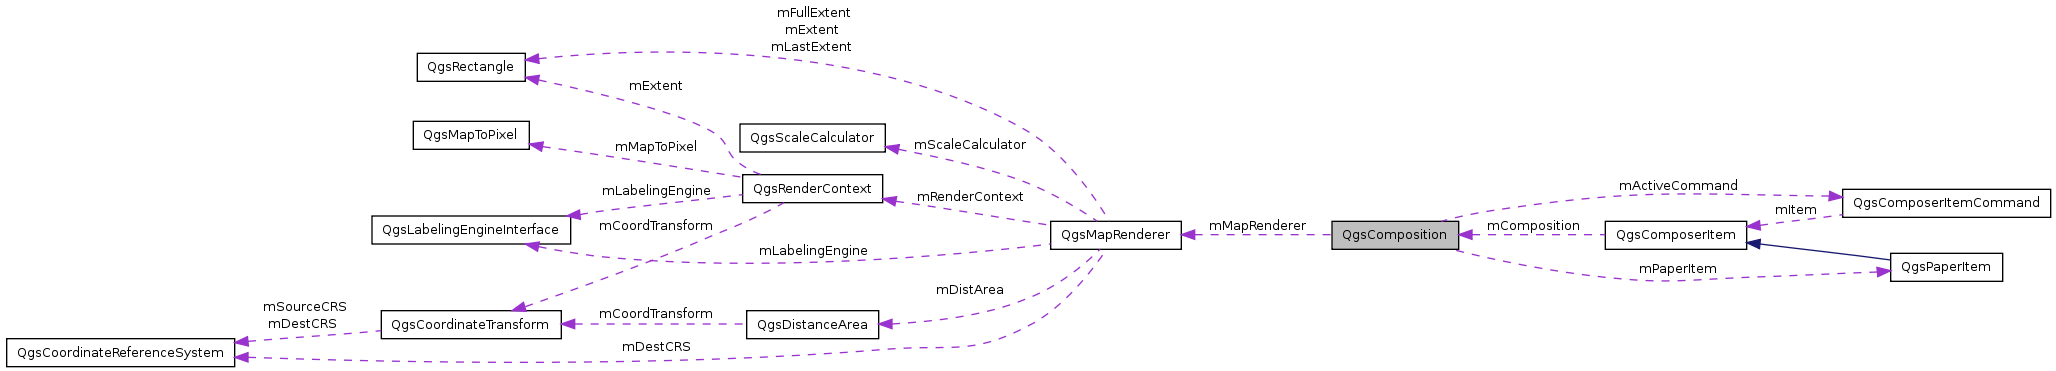 mFullExtent
mExtent
mLastExtent
QgsRectangle
mExtent
QgsMapToPixel
QgsScaleCalculator
mScaleCalculator
mMapToPixel
QgsRenderContext
mLabelingEngine
mRenderContext
mActiveCommand
QgsComposerItemCommand
mItem
QgsLabelingEngineInterface
mCoordTransform
QgsMapRenderer
mMapRenderer
QgsComposition
mComposition
QgsComposerItem
mLabelingEngine
mPaperItem
QgsPaperItem
mDistArea
mSourceCRS
mDestCRS
QgsCoordinateTransform
mCoordTransform
QgsDistanceArea
QgsCoordinateReferenceSystem
mDestCRS